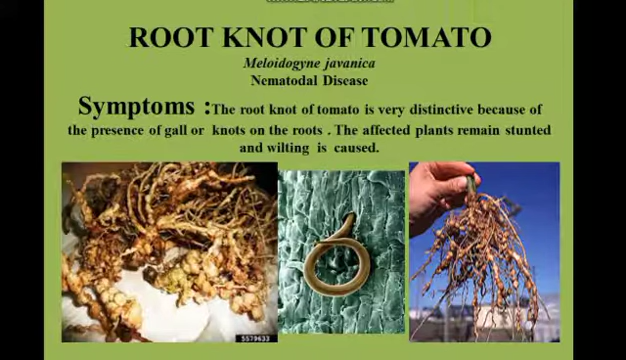 ROOT KNOT OF TOMATO
Meloidogyne javanica
Nematodal Disease
Symptoms :The root knot of tomato is very distinctive because of
the presence of gall or knots on the roots . The affected plants remain stunted
and wilting is caused.
5579633